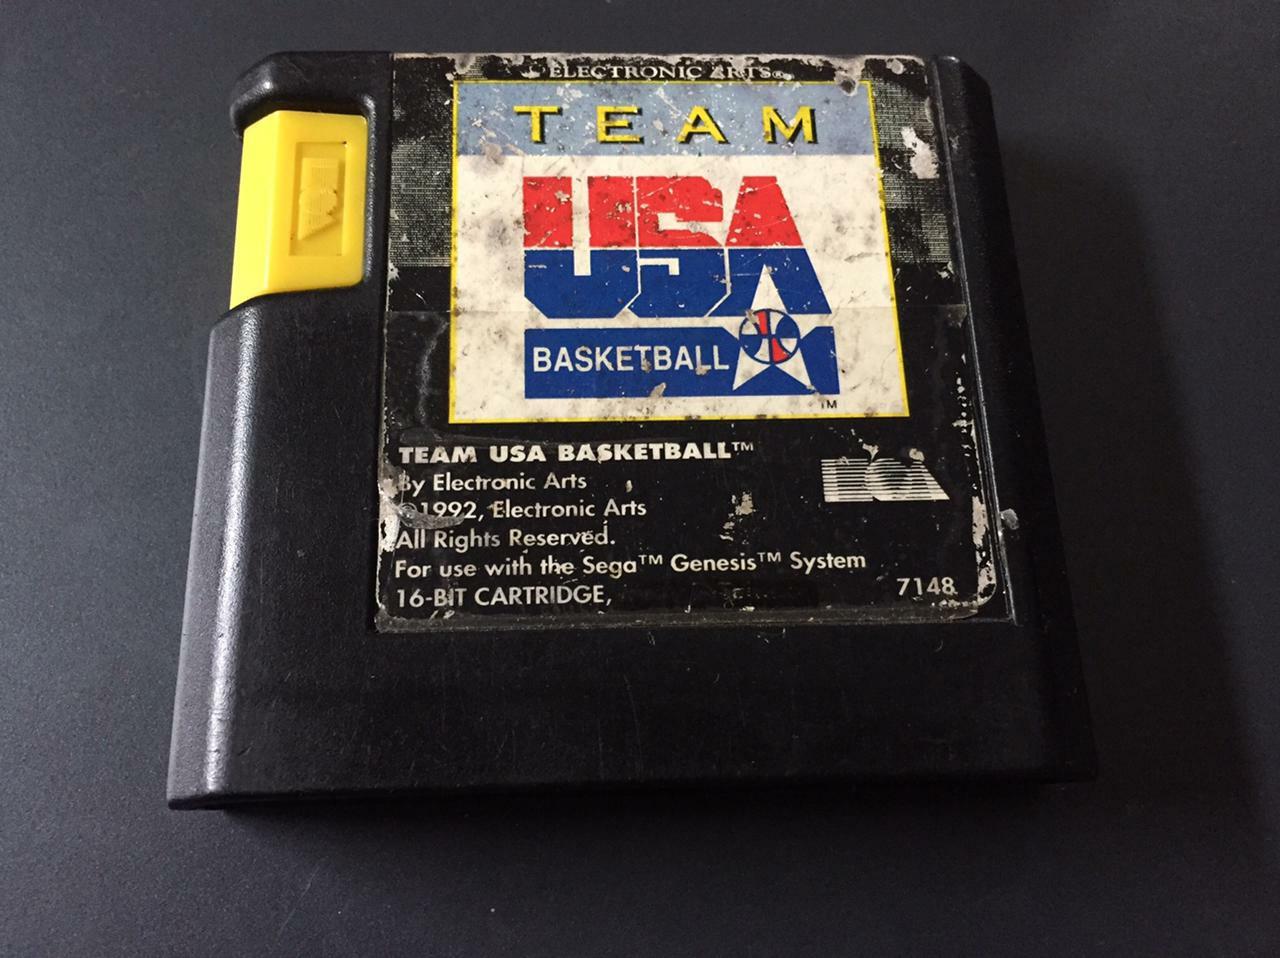 ELECTRONIC ARTS®
TEAM
USA
BASKETBALL
TM
TEAM USA BASKETBALL™
By Electronic Arts
©1992, Electronic Arts
All Rights Reserved.
For use with the Sega™ Genesis™ System
16-BIT CARTRIDGE,
7148